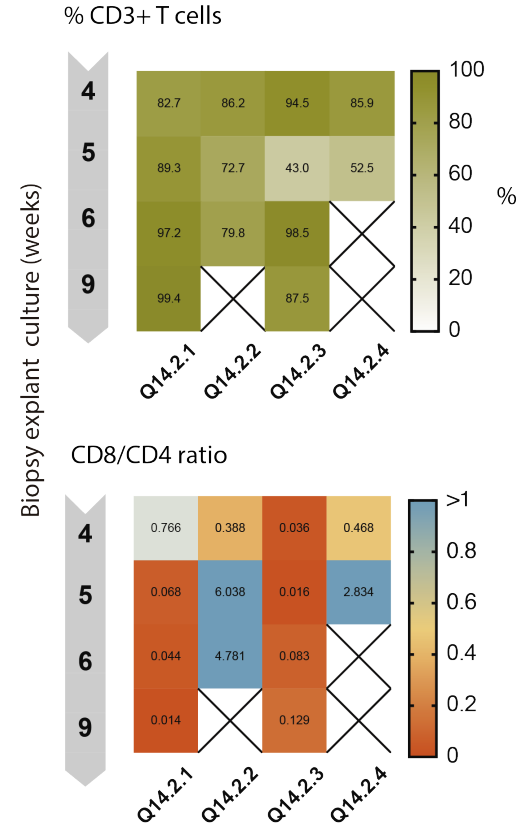 % CD3+ T cells
Biopsy explant culture (weeks)
4
82.7 86.2 94.5 85.9
5
89.3 72.7 43.0 52.5
6
97.2 79.8 98.5
9
99.4 87.5
Q14.2.1 Q14.2.2 Q14.2.3 Q14.2.4
100
80
60
40
20
0
%
CD8/CD4 ratio
4
0.766 0.388 0.036 0.468
5
0.068 6.038 0.016 2.834
6
0.044 4.781 0.083
9
0.014 0.129
Q14.2.1 Q14.2.2 Q14.2.3 Q14.2.4
>1
0.8
0.6
0.4
0.2
0